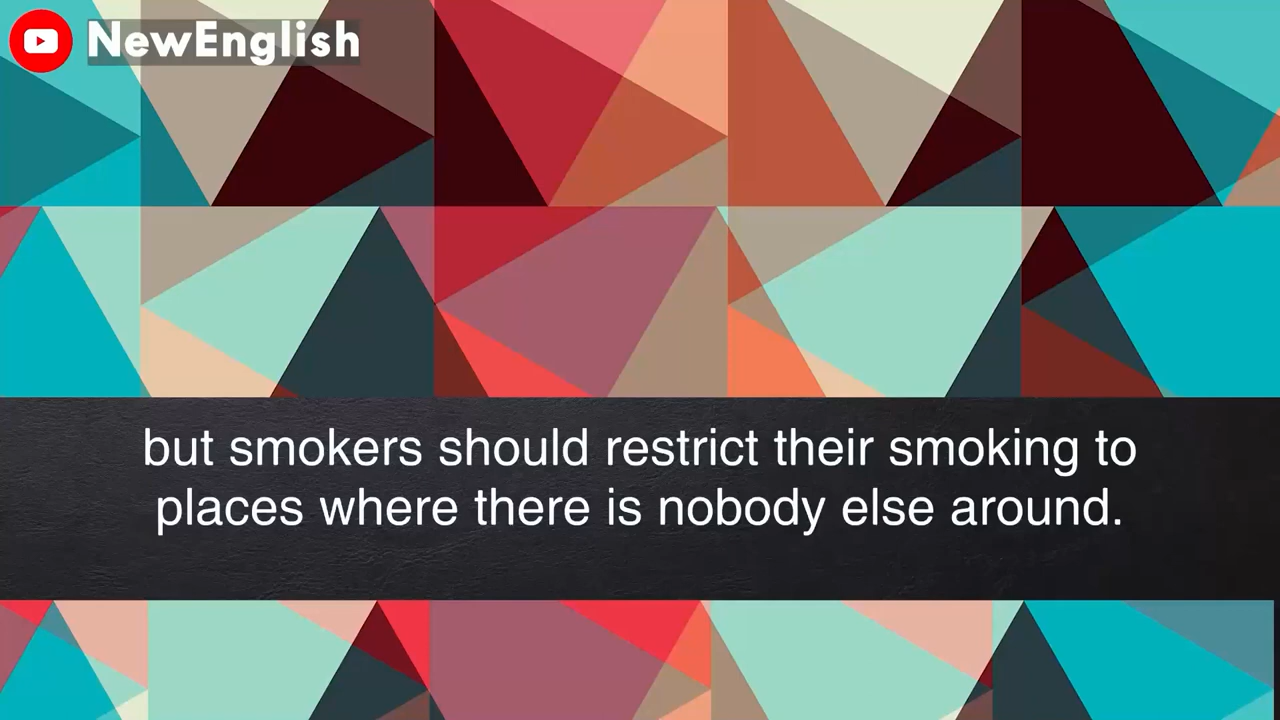 NewEnglish
but smokers should restrict their smoking to
places where there is nobody else around.